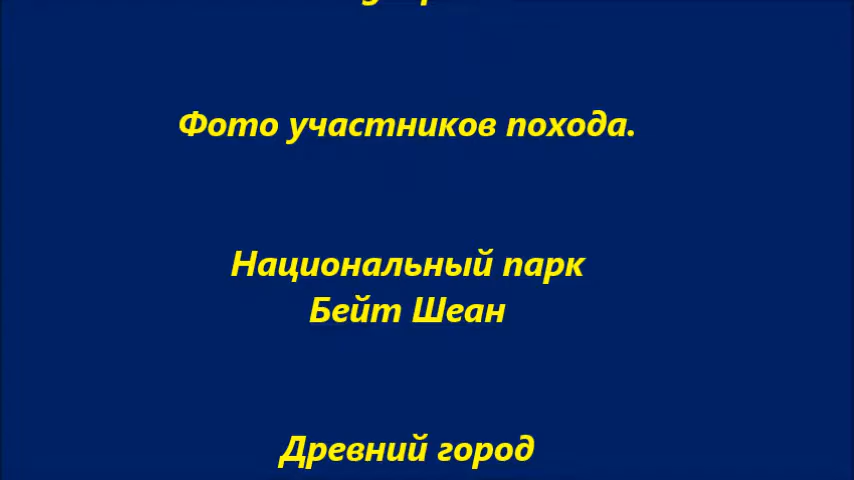 Фото участников похода.
Национальный парк
Бейт Шеан
Древний город